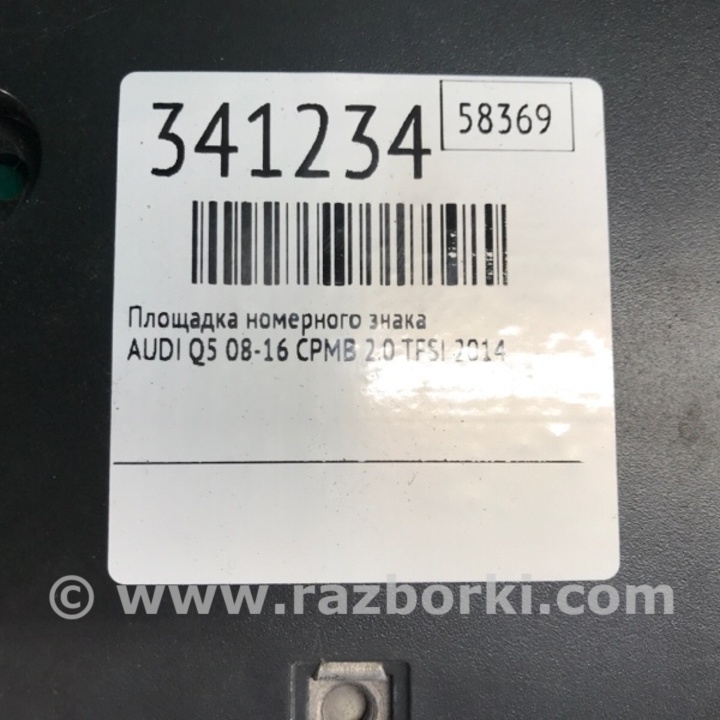 341234
58369
Площадка номерного знака
AUDI Q5 08-16 CPMB 2.0 TFSI 2014
© www.razborki.com